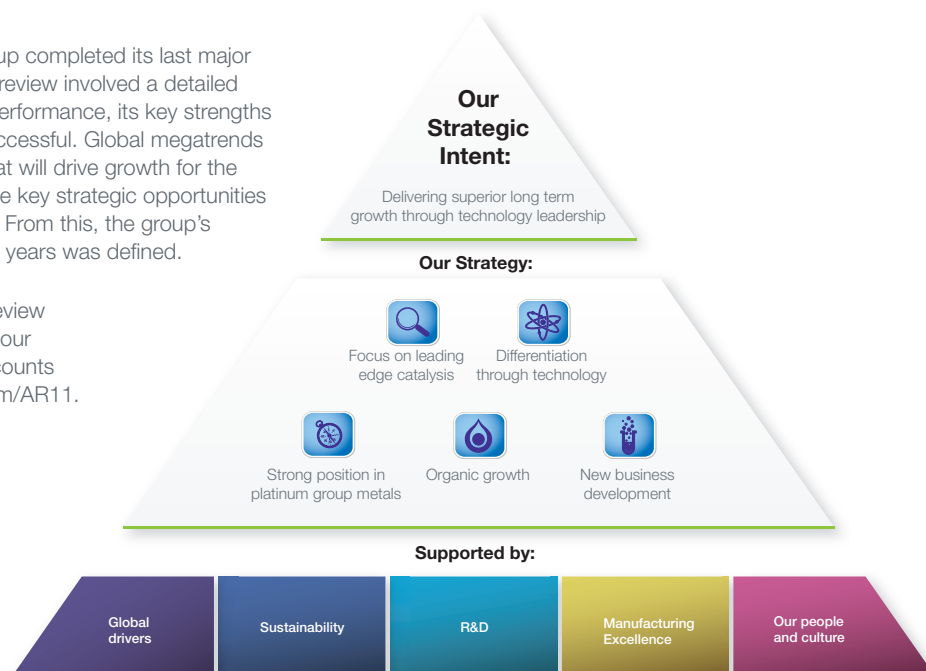 up completed its last major
review involved a detailed
erformance, its key strengths
ccessful. Global megatrends
at will drive growth for the
e key strategic opportunities
From this, the group’s
years was defined.
eview
our
counts
m/AR11.
Our
Strategic
Intent:
Delivering superior long term
growth through technology leadership
Our Strategy:
Focus on leading
edge catalysis
Differentiation
through technology
Strong position in
platinum group metals
Organic growth
New business
development
Supported by:
Global
drivers
Sustainability
R&D
Manufacturing
Excellence
Our people
and culture